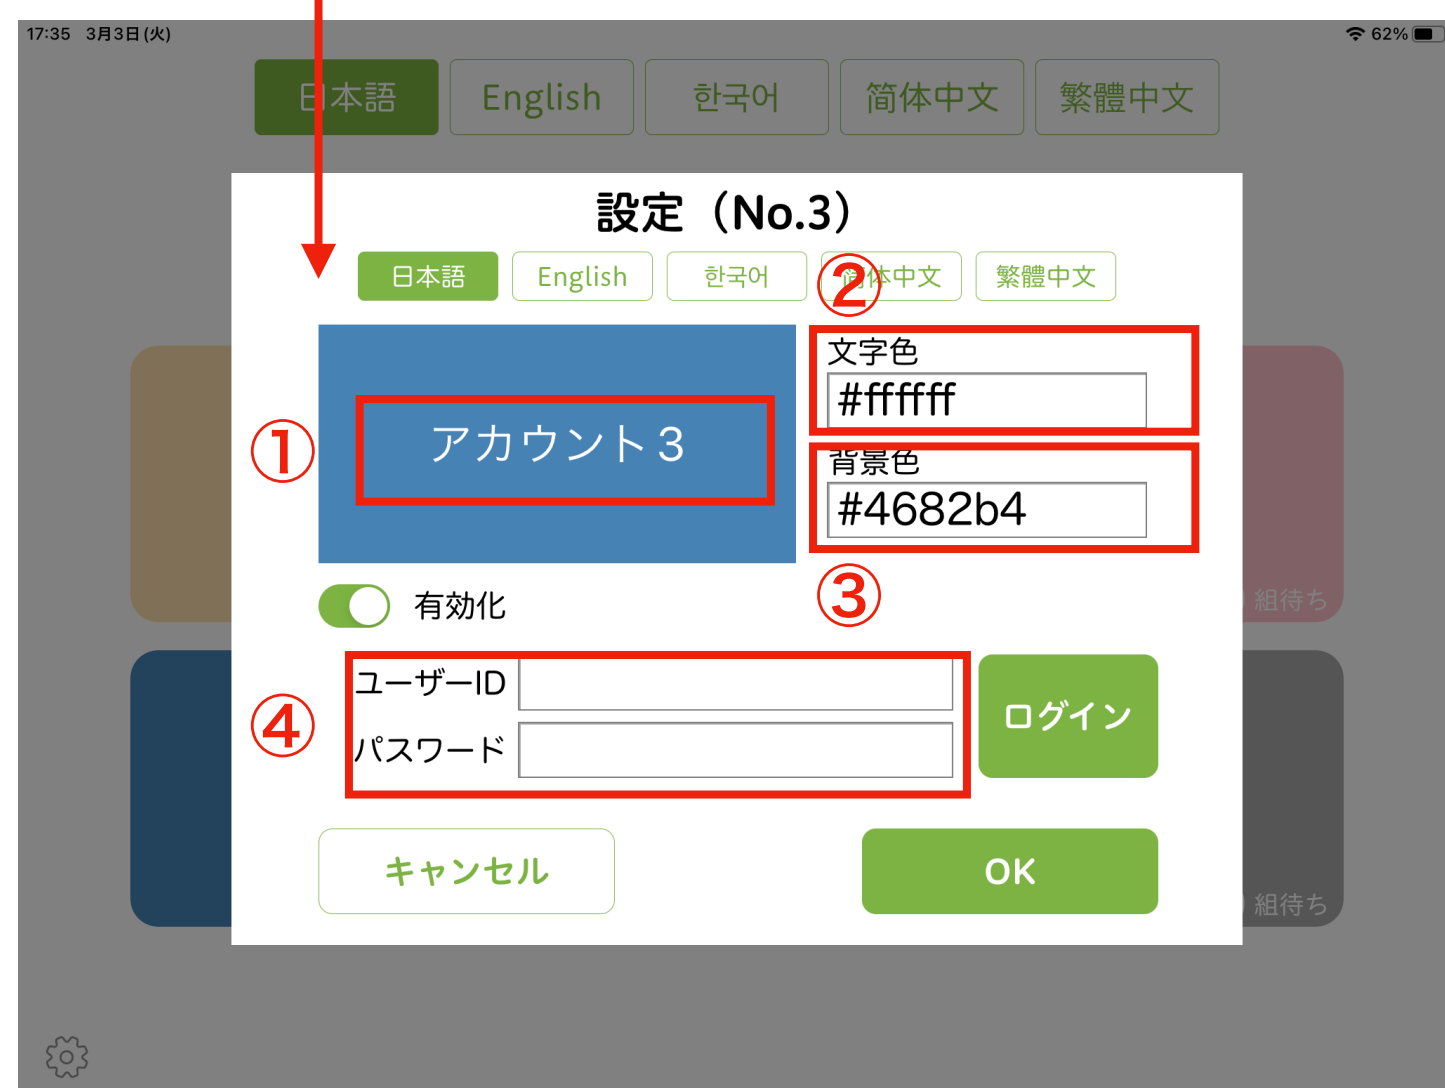 17:35 3月3日(火)
62%
日本語 English 한국어 简体中文 繁體中文
設定（No.3）
日本語 English 한국어 简体中文 繁體中文
②
文字色
#ffffff
①
アカウント３
背景色
#4682b4
③
有効化
組待ち
④
ユーザーID
パスワード
ログイン
キャンセル OK
組待ち